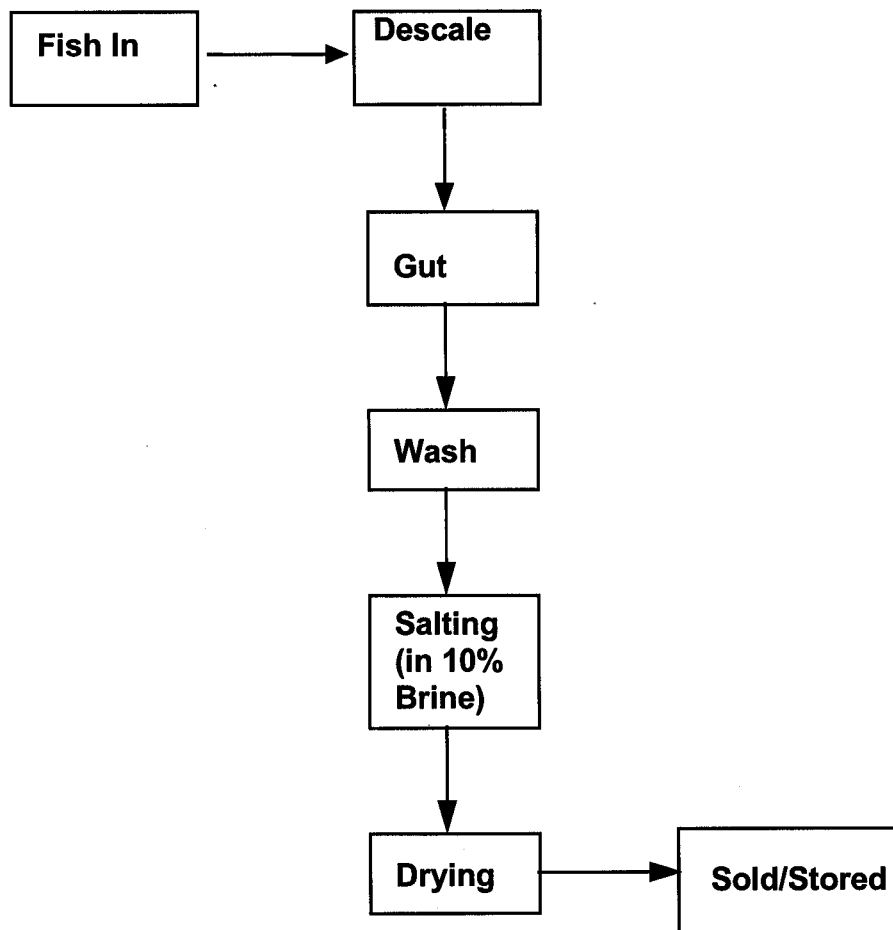 Fish In
Descale
Gut
Wash
Salting
(in 10%
Brine)
Drying
Sold/Stored